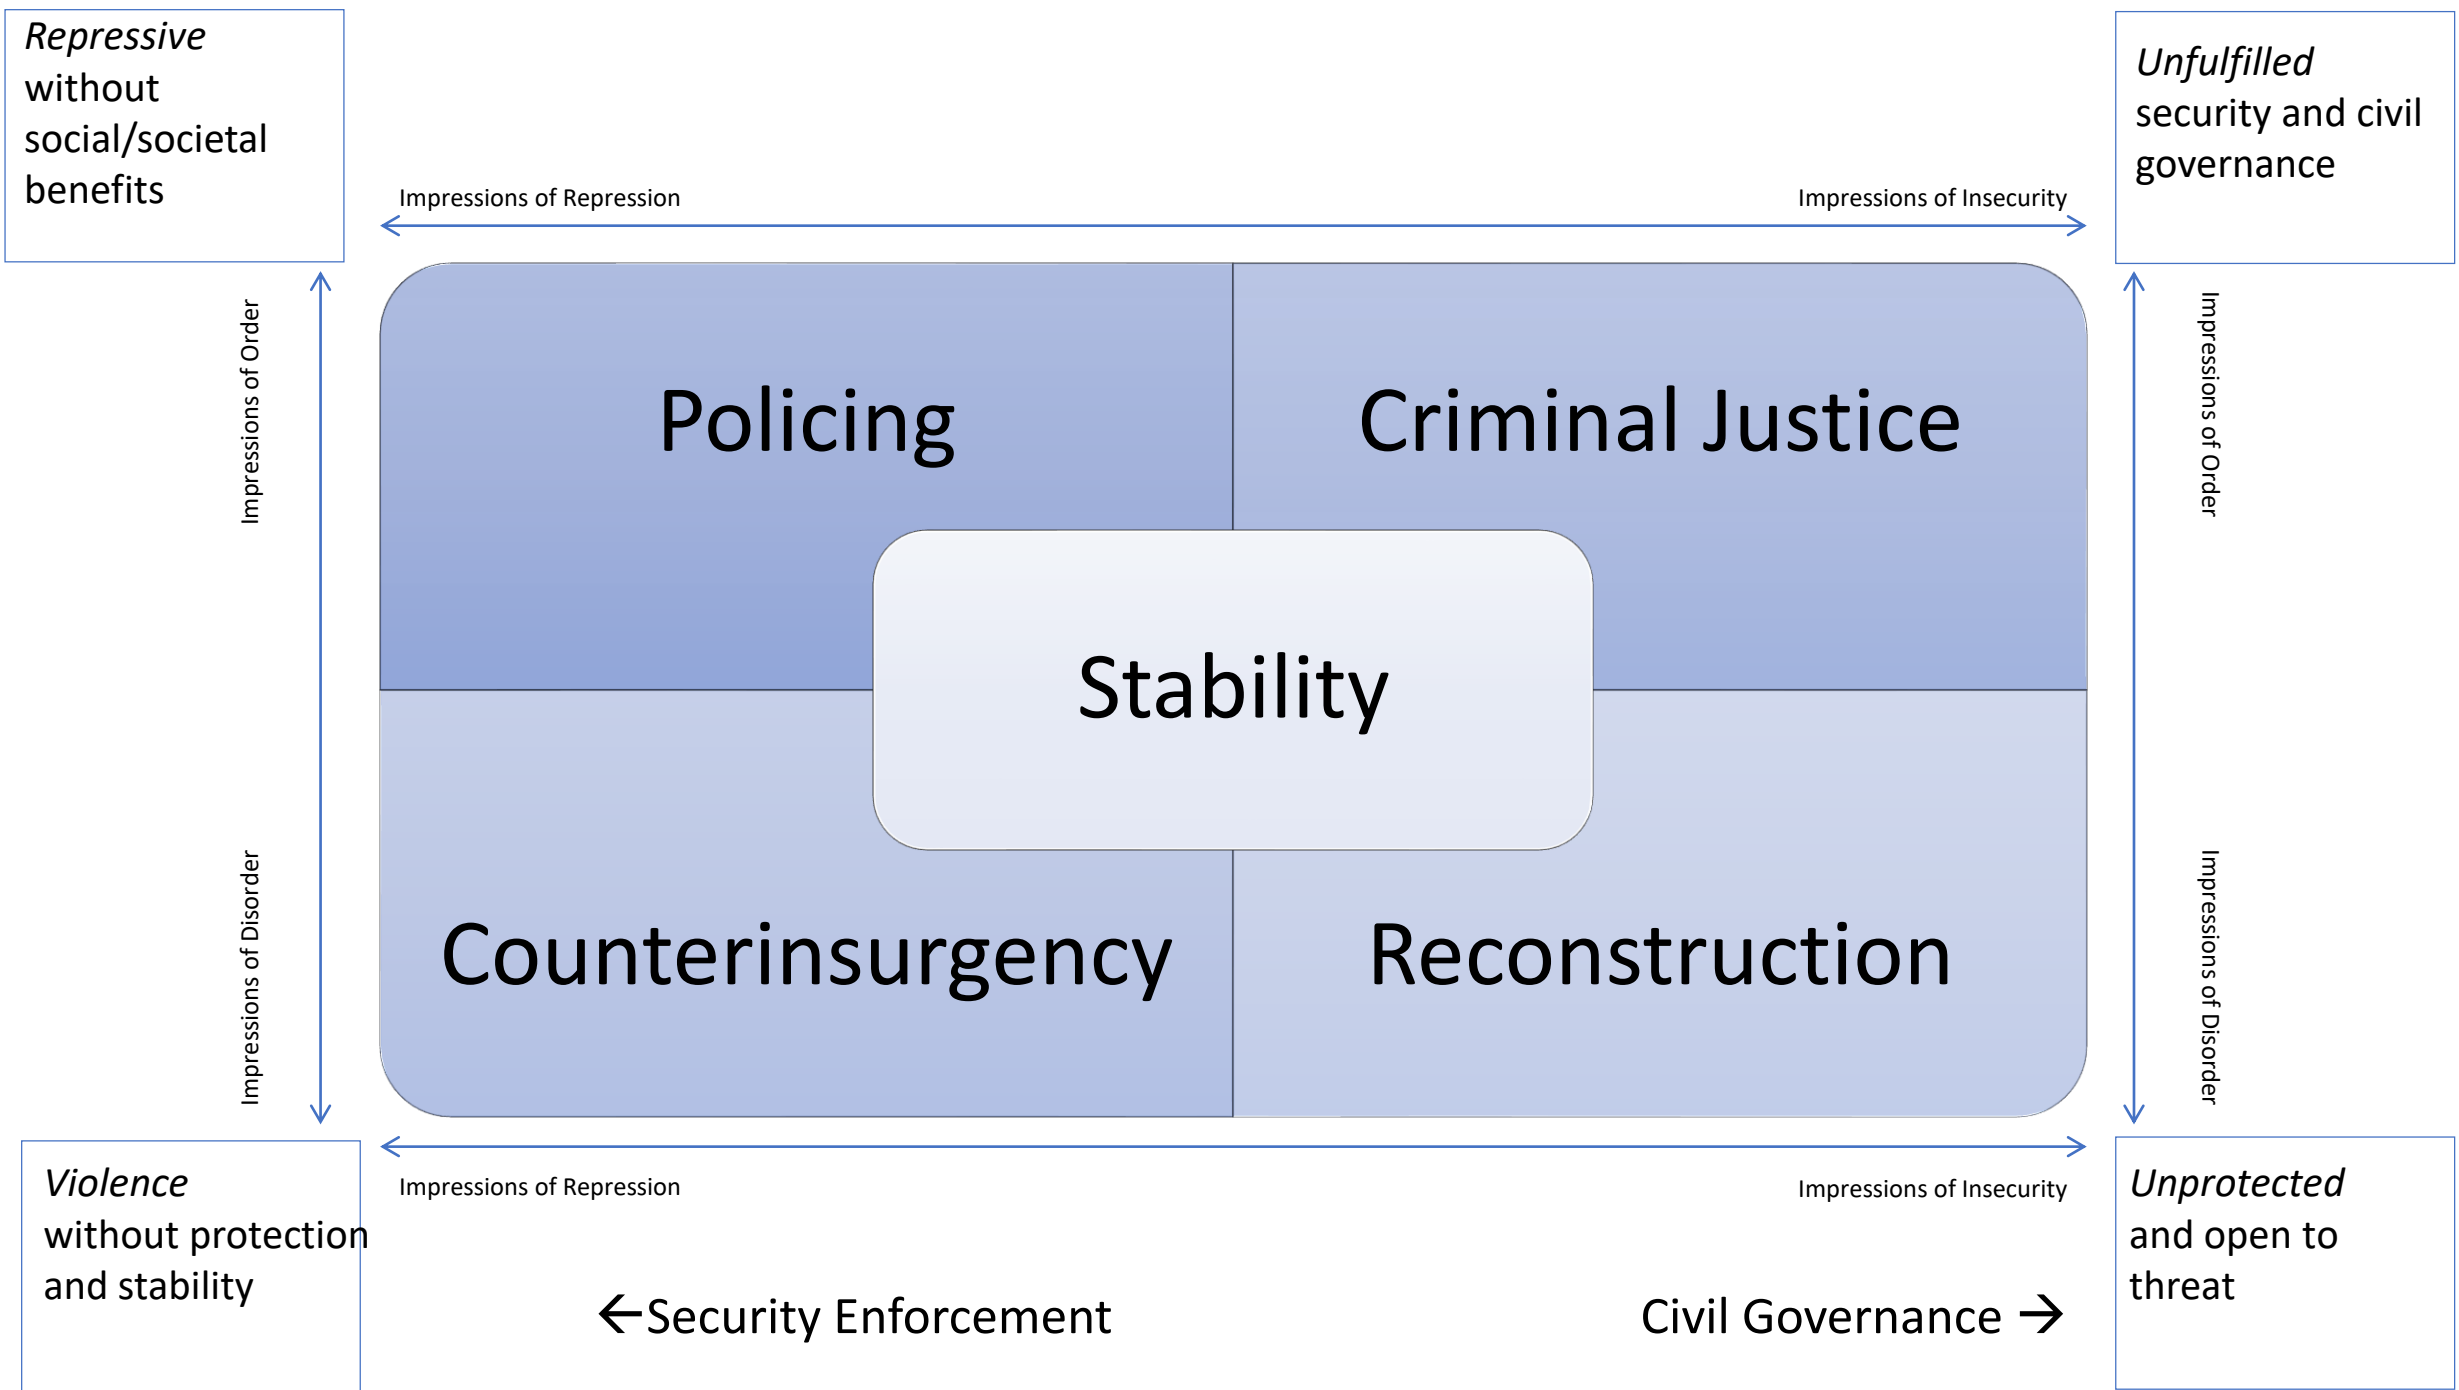 Repressive
without
social/societal
benefits
Unfulfilled
security and civil
governance
Impressions of Repression
Impressions of Insecurity
Impressions of Order
Impressions of Order
Policing
Criminal Justice
Stability
Counterinsurgency
Reconstruction
Impressions of Disorder
Impressions of Disorder
Violence
without protection
and stability
Impressions of Repression
Impressions of Insecurity
Unprotected
and open to
threat
←Security Enforcement
Civil Governance →